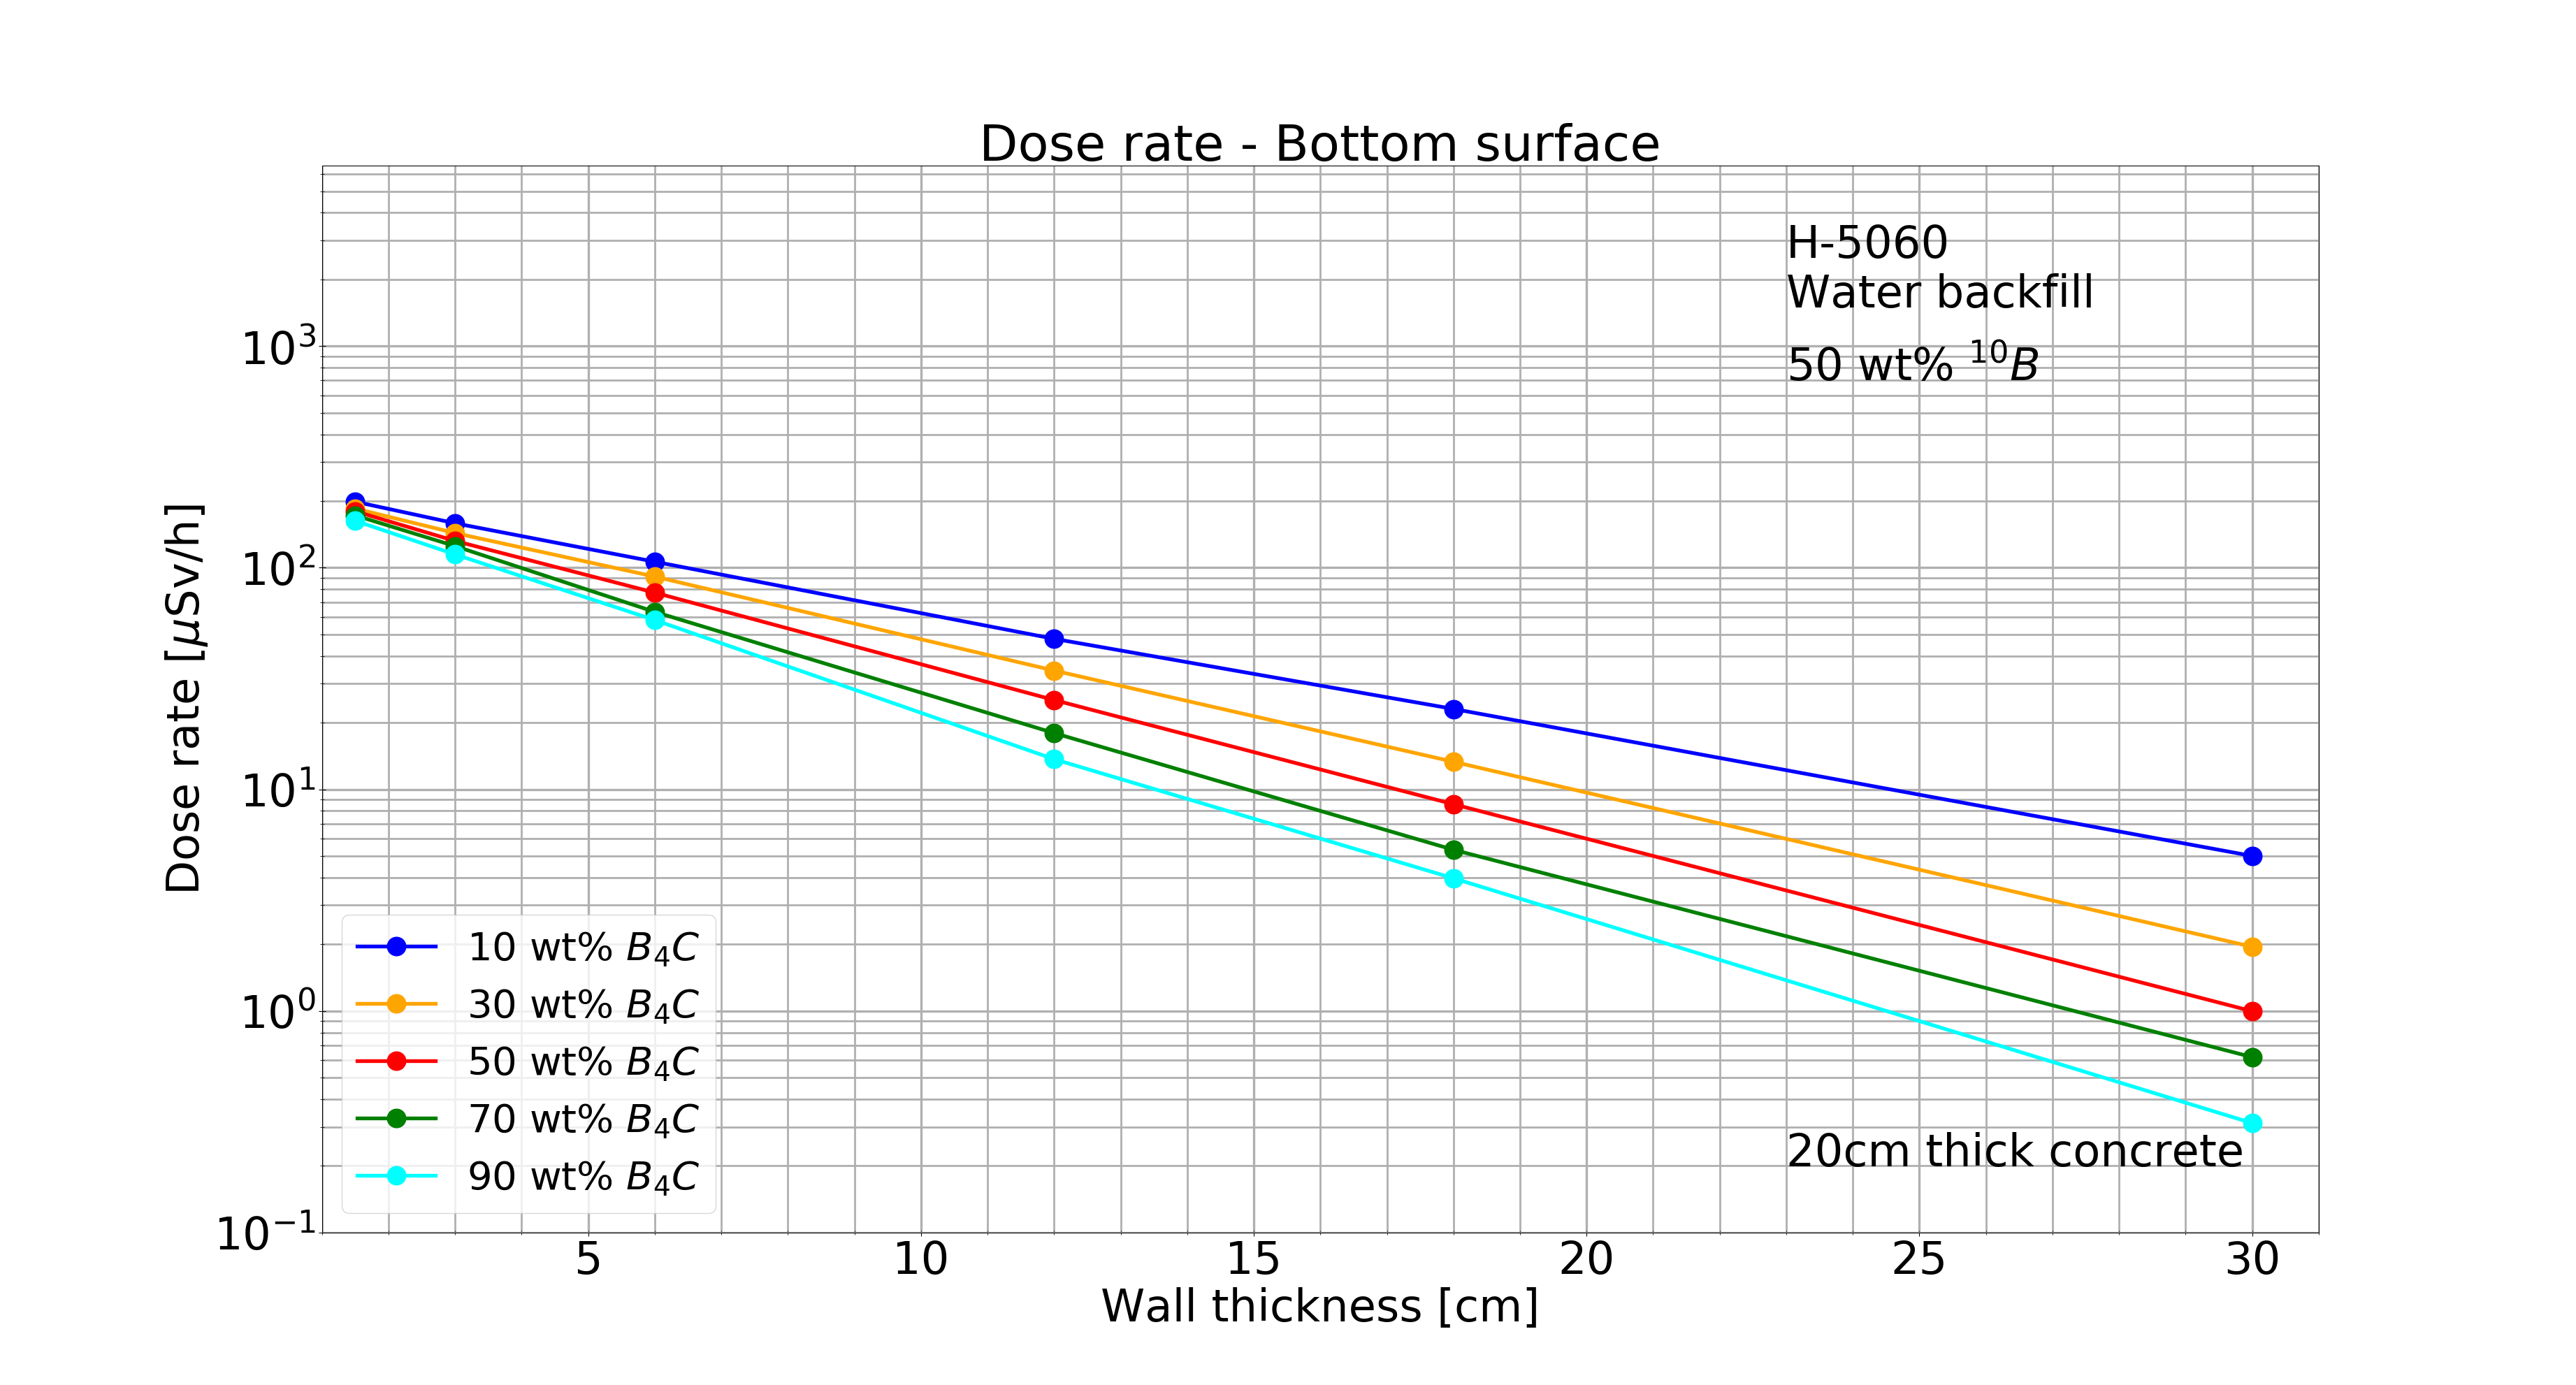 Dose rate - Bottom surface
H-5060
Water backfill
50 wt% ¹⁰B
20cm thick concrete
Dose rate [μSv/h]
10³
10²
10¹
10⁰
10⁻¹
10 wt% B₄C
30 wt% B₄C
50 wt% B₄C
70 wt% B₄C
90 wt% B₄C
5 10 15 20 25 30
Wall thickness [cm]